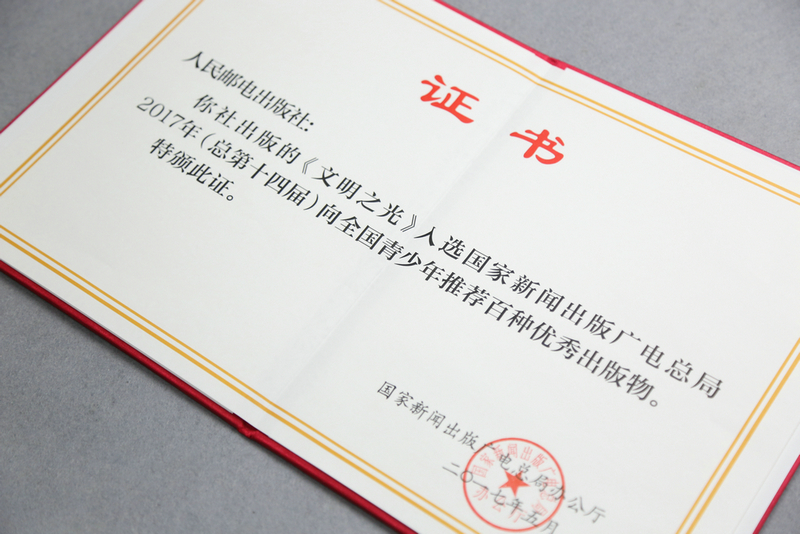 证书
人民邮电出版社：
你社出版的《文明之光》入选国家新闻出版广电总局
2017年（总第十四届）向全国青少年推荐百种优秀出版物。
特颁此证。
国家新闻出版广电总局办公厅
二〇一七年五月